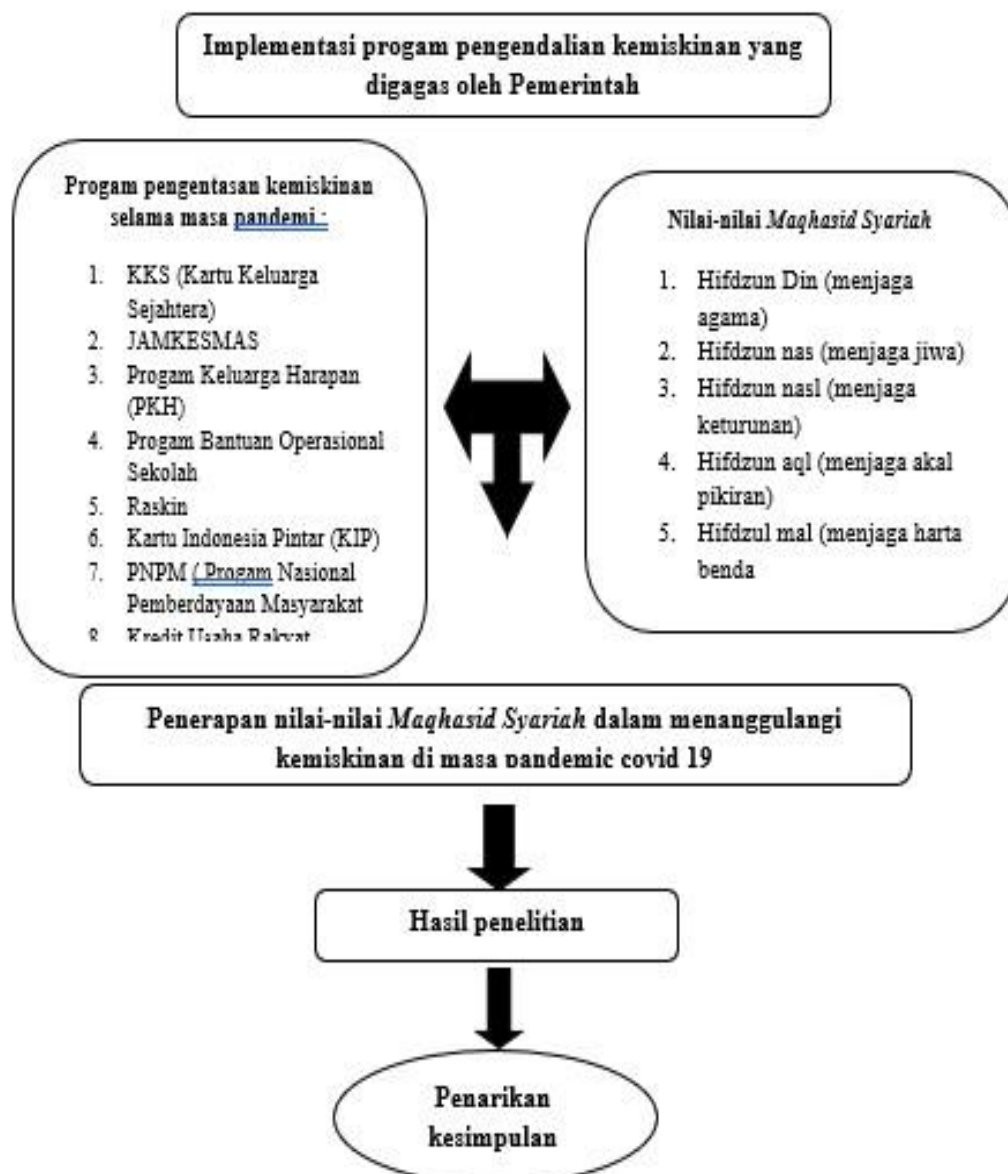 Implementasi progam pengendalian kemiskinan yang
digagas oleh Pemerintah
Progam pengentasan kemiskinan
selama masa pandemi :
1. KKS (Kartu Keluarga
Sejahtera)
2. JAMKESMAS
3. Progam Keluarga Harapan
(PKH)
4. Progam Bantuan Operasional
Sekolah
5. Raskin
6. Kartu Indonesia Pintar (KIP)
7. PNPM ( Progam Nasional
Pemberdayaan Masyarakat
8. Kredit Usaha Rakyat
Nilai-nilai Maqhasid Syariah
1. Hifdzun Din (menjaga
agama)
2. Hifdzun nas (menjaga jiwa)
3. Hifdzun nasl (menjaga
keturunan)
4. Hifdzun aql (menjaga akal
pikiran)
5. Hifdzul mal (menjaga harta
benda
Penerapan nilai-nilai Maqhasid Syariah dalam menanggulangi
kemiskinan di masa pandemic covid 19
Hasil penelitian
Penarikan
kesimpulan